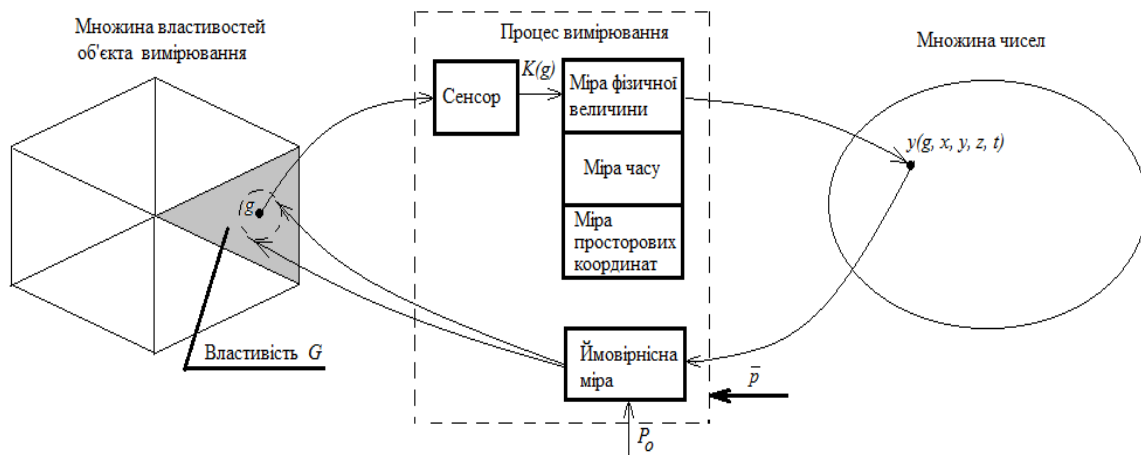 Множина властивостей
об'єкта вимірювання
Процес вимірювання
Множина чисел
Сенсор
K(g)
Міра фізичної
величини
Міра часу
Міра
просторових
координат
y(g, x, y, z, t)
g
Властивість G
Ймовірнісна
міра
p̅
P₀